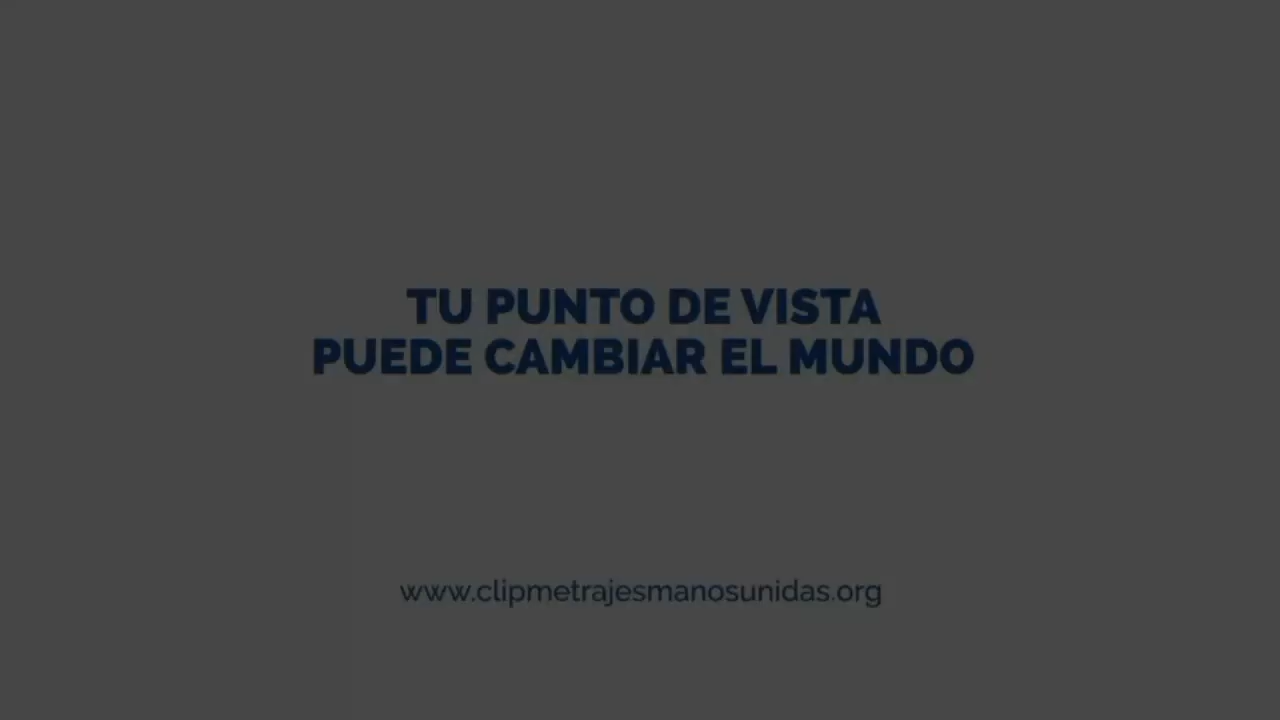 TU PUNTO DE VISTA
PUEDE CAMBIAR EL MUNDO
www.clipmetrajesmanosunidas.org